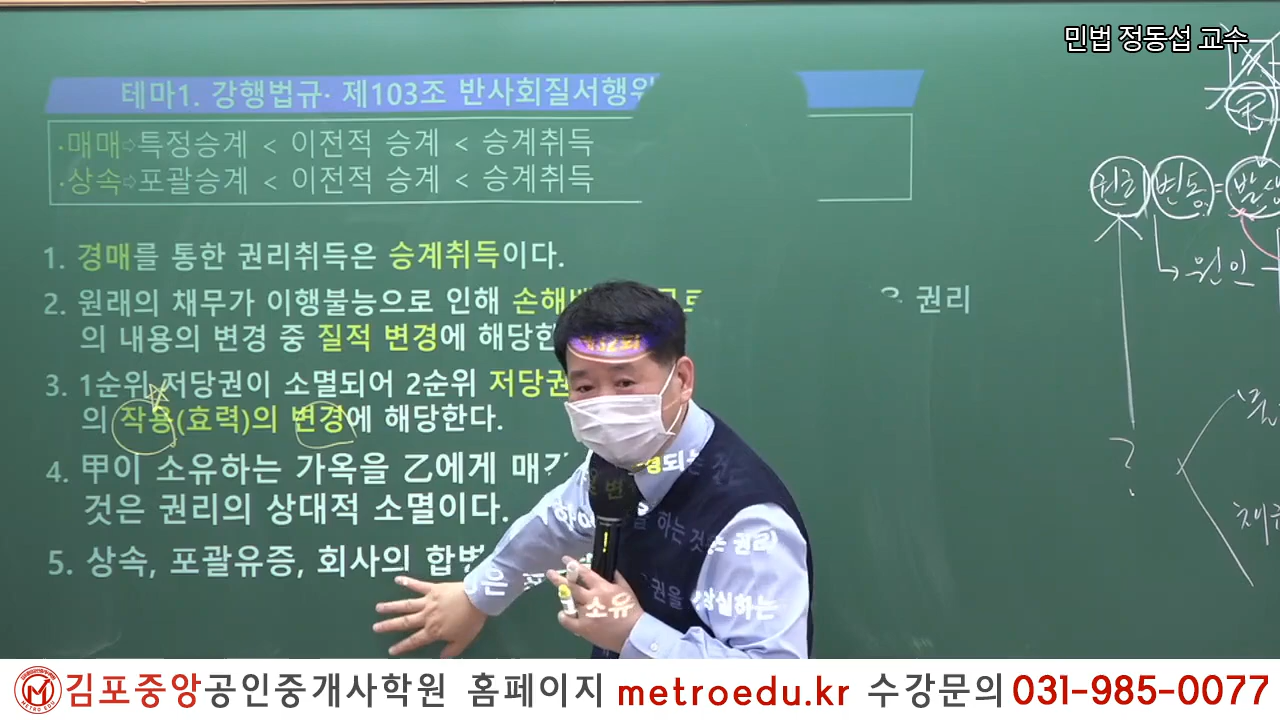 민법 정동섭 교수
테마1. 강행법규· 제103조 반사회질서행위
·매매⇨특정승계 < 이전적 승계 < 승계취득
·상속⇨포괄승계 < 이전적 승계 < 승계취득
권리 변동 = 발생
원인
1. 경매를 통한 권리취득은 승계취득이다.
2. 원래의 채무가 이행불능으로 인해 손해배 권리
의 내용의 변경 중 질적 변경에 해당한
3. 1순위 저당권이 소멸되어 2순위 저당권
의 작용(효력)의 변경에 해당한다.
4. 甲이 소유하는 가옥을 乙에게 매
것은 권리의 상대적 소멸이다.
?
5. 상속, 포괄유증, 회사의 합병
METRO EDU
김포중앙공인중개사학원 홈페이지 metroedu.kr 수강문의 031-985-0077